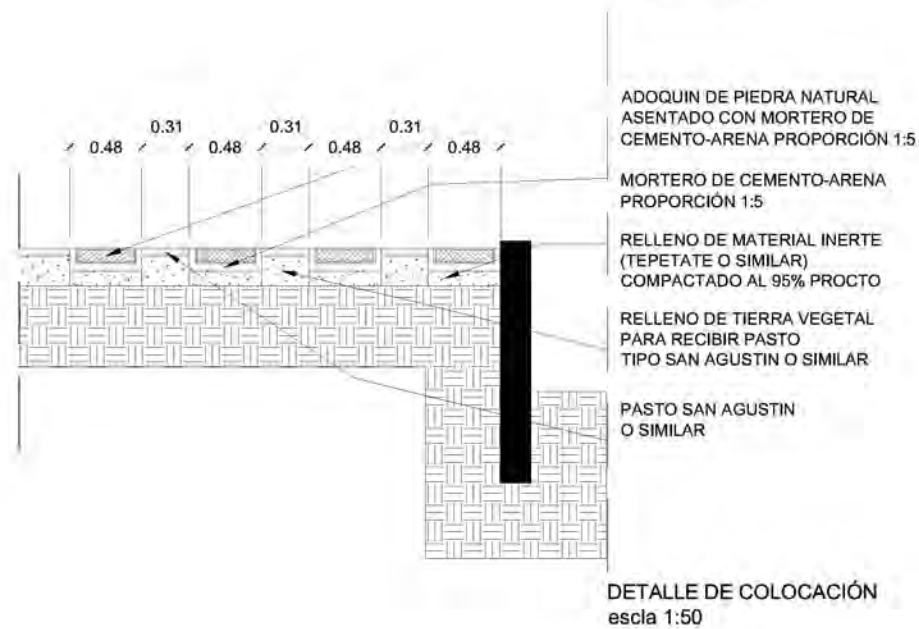 0.31 0.31 0.31
0.48 0.48 0.48 0.48
ADOQUIN DE PIEDRA NATURAL
ASENTADO CON MORTERO DE
CEMENTO-ARENA PROPORCIÓN 1:5
MORTERO DE CEMENTO-ARENA
PROPORCIÓN 1:5
RELLENO DE MATERIAL INERTE
(TEPETATE O SIMILAR)
COMPACTADO AL 95% PROCTO
RELLENO DE TIERRA VEGETAL
PARA RECIBIR PASTO
TIPO SAN AGUSTIN O SIMILAR
PASTO SAN AGUSTIN
O SIMILAR
DETALLE DE COLOCACIÓN
escla 1:50